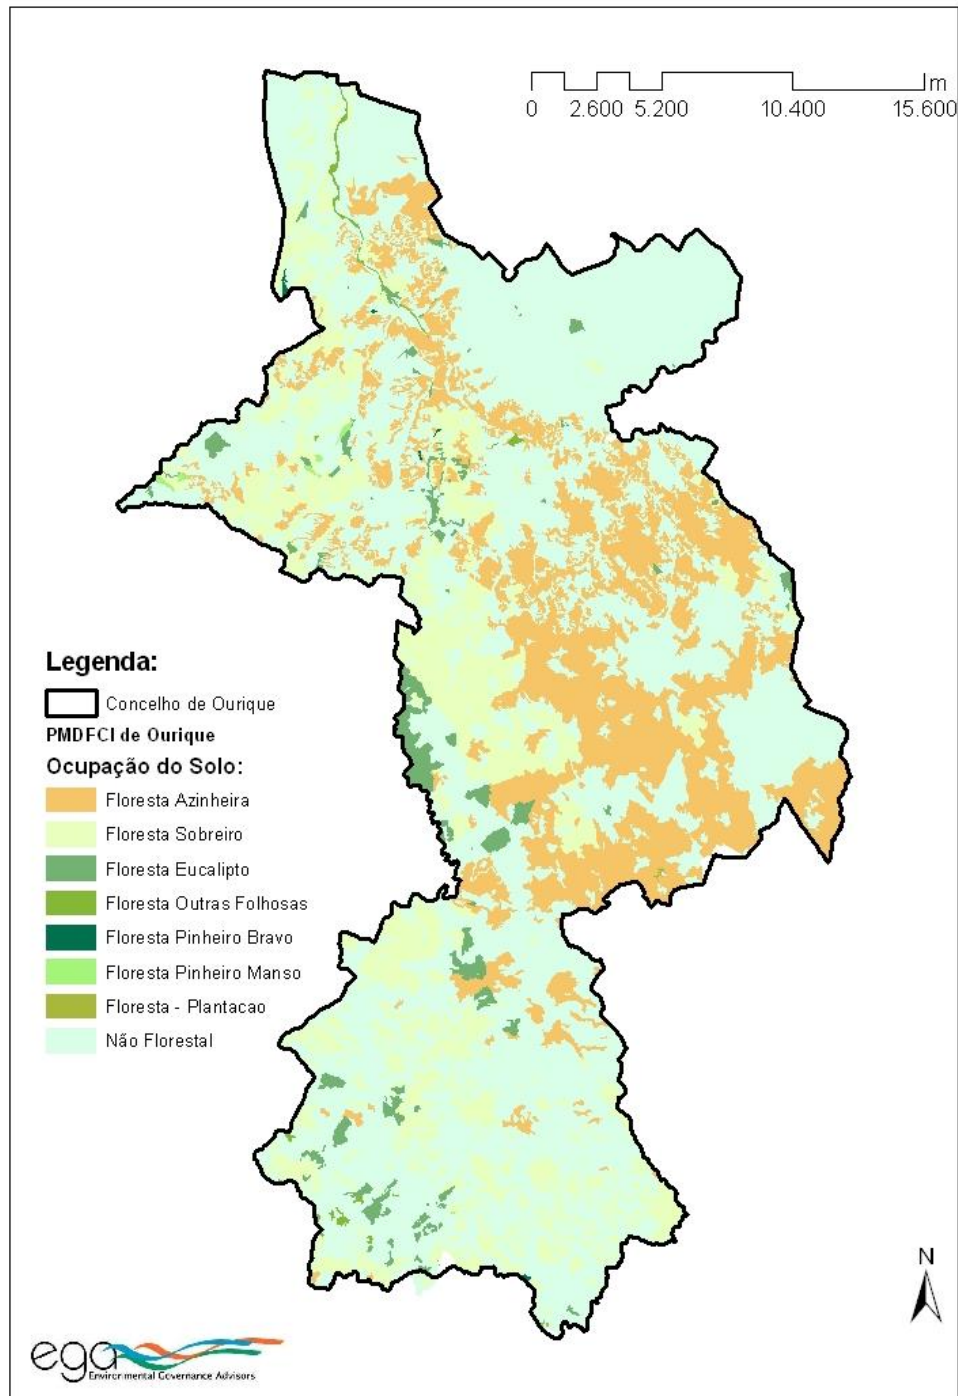 m
0 2.600 5.200 10.400 15.600
Legenda:
Concelho de Ourique
PMDFCI de Ourique
Ocupação do Solo:
Floresta Azinheira
Floresta Sobreiro
Floresta Eucalipto
Floresta Outras Folhosas
Floresta Pinheiro Bravo
Floresta Pinheiro Manso
Floresta - Plantacao
Não Florestal
N
ega
Environmental Governance Advisors